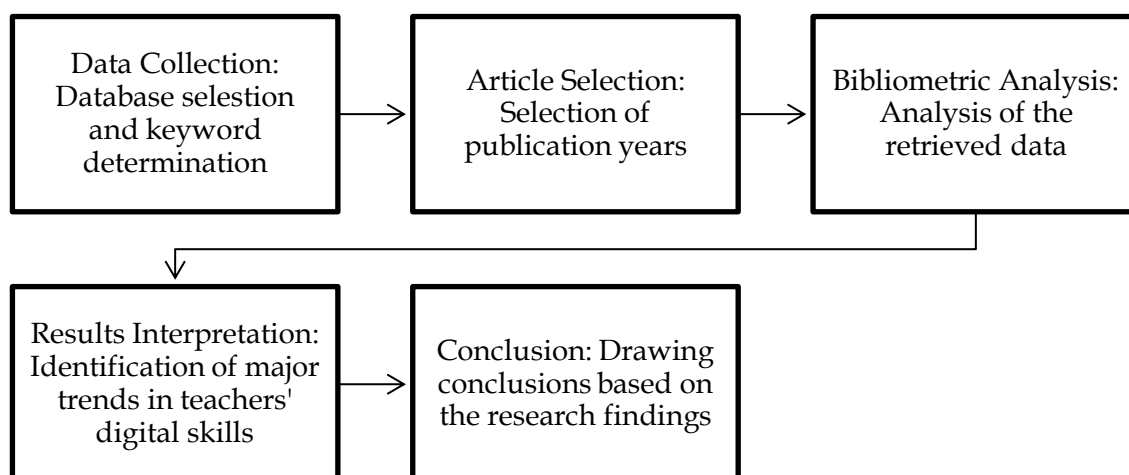 Data Collection:
Database selestion
and keyword
determination
Article Selection:
Selection of
publication years
Bibliometric Analysis:
Analysis of the
retrieved data
Results Interpretation:
Identification of major
trends in teachers'
digital skills
Conclusion: Drawing
conclusions based on
the research findings